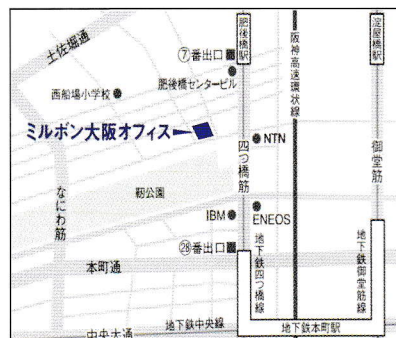 土佐堀通
⑦番出口
肥後橋駅
阪神高速環状線
淀屋橋駅
肥後橋センタービル
西船場小学校
ミルボン大阪オフィス
NTN
四つ橋筋
御堂筋
なにわ筋
靭公園
IBM
ENEOS
㉘番出口
地下鉄四つ橋線
地下鉄御堂筋線
本町通
地下鉄中央線
地下鉄本町駅
中央大通